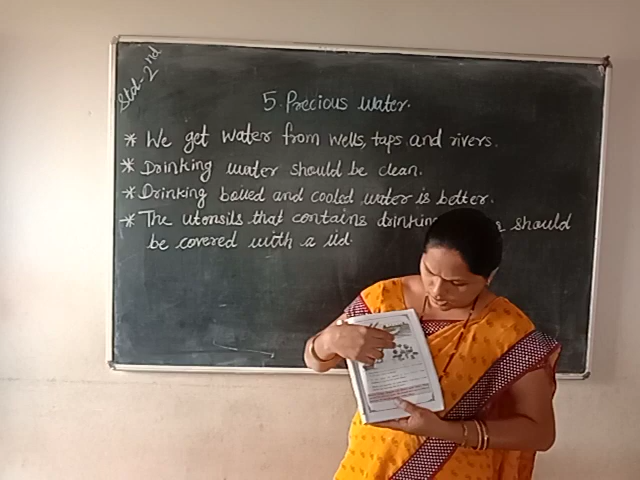 Std-2nd
5. Precious Water.
* We get water from wells, taps and rivers.
* Drinking water should be clean.
* Drinking boiled and cooled water is better.
* The utensils that contains should
be covered with a lid.